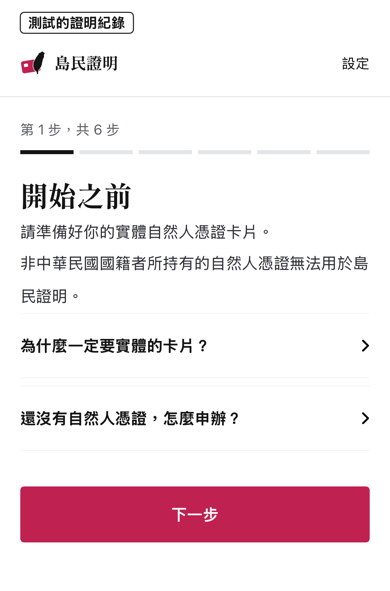 測試的證明紀錄
島民證明
設定
第 1 步，共 6 步
開始之前
請準備好你的實體自然人憑證卡片。
非中華民國國籍者所持有的自然人憑證無法用於島
民證明。
為什麼一定要實體的卡片？
還沒有自然人憑證，怎麼申辦？
下一步